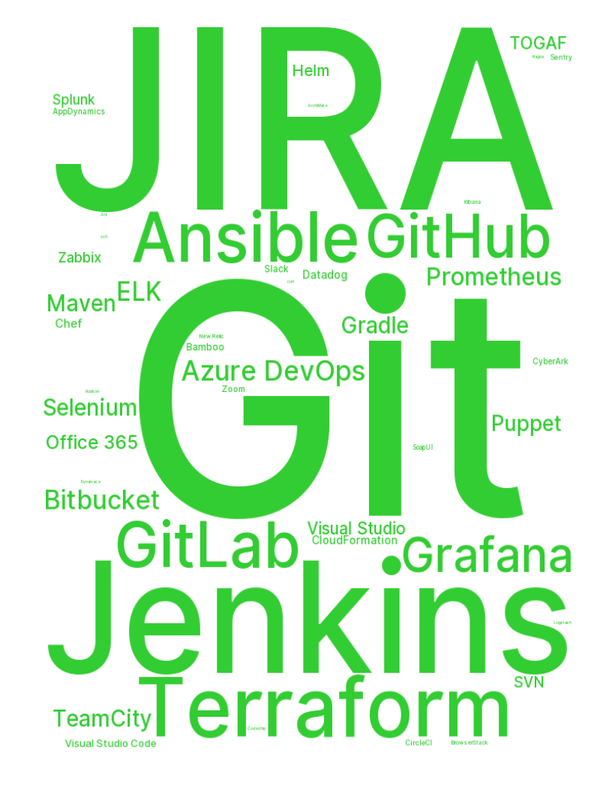 JIRA
TOGAF
Sentry
Helm
Splunk
AppDynamics
Kibana
Ansible
GitHub
Zabbix
Slack
Datadog
Prometheus
ELK
Maven
Chef
Git
Gradle
New Relic
Bamboo
Azure DevOps
CyberArk
Zoom
Selenium
Puppet
Office 365
SoapUI
Bitbucket
GitLab
Visual Studio
CloudFormation
Grafana
Jenkins
Terraform
SVN
TeamCity
Visual Studio Code
CircleCI
BrowserStack